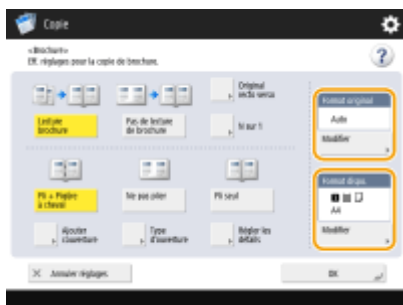 Copie
<Brochure>
Eff. réglages pour la copie de brochure.
?
Lecture
brochure
Pas de lecture
de brochure
Original
recto verso
N sur 1
Pli + Piqûre
à cheval
Ne pas plier
Pli seul
Ajouter
couverture
Type
d'ouverture
Régler les
détails
Format original
Auto
Modifier
Format dispo.
A4
Modifier
Annuler réglages
OK